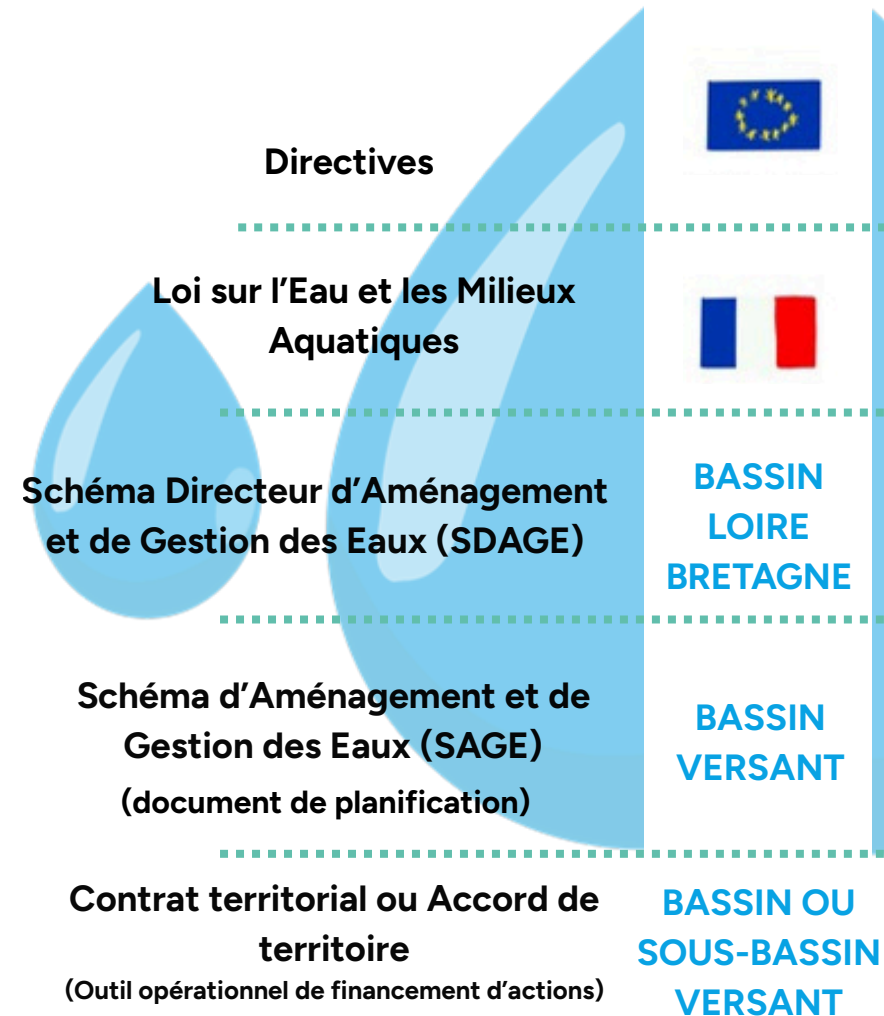 Directives
Loi sur l’Eau et les Milieux
Aquatiques
Schéma Directeur d’Aménagement
et de Gestion des Eaux (SDAGE)
BASSIN
LOIRE
BRETAGNE
Schéma d’Aménagement et de
Gestion des Eaux (SAGE)
(document de planification)
BASSIN
VERSANT
Contrat territorial ou Accord de
territoire
(Outil opérationnel de financement d’actions)
BASSIN OU
SOUS-BASSIN
VERSANT